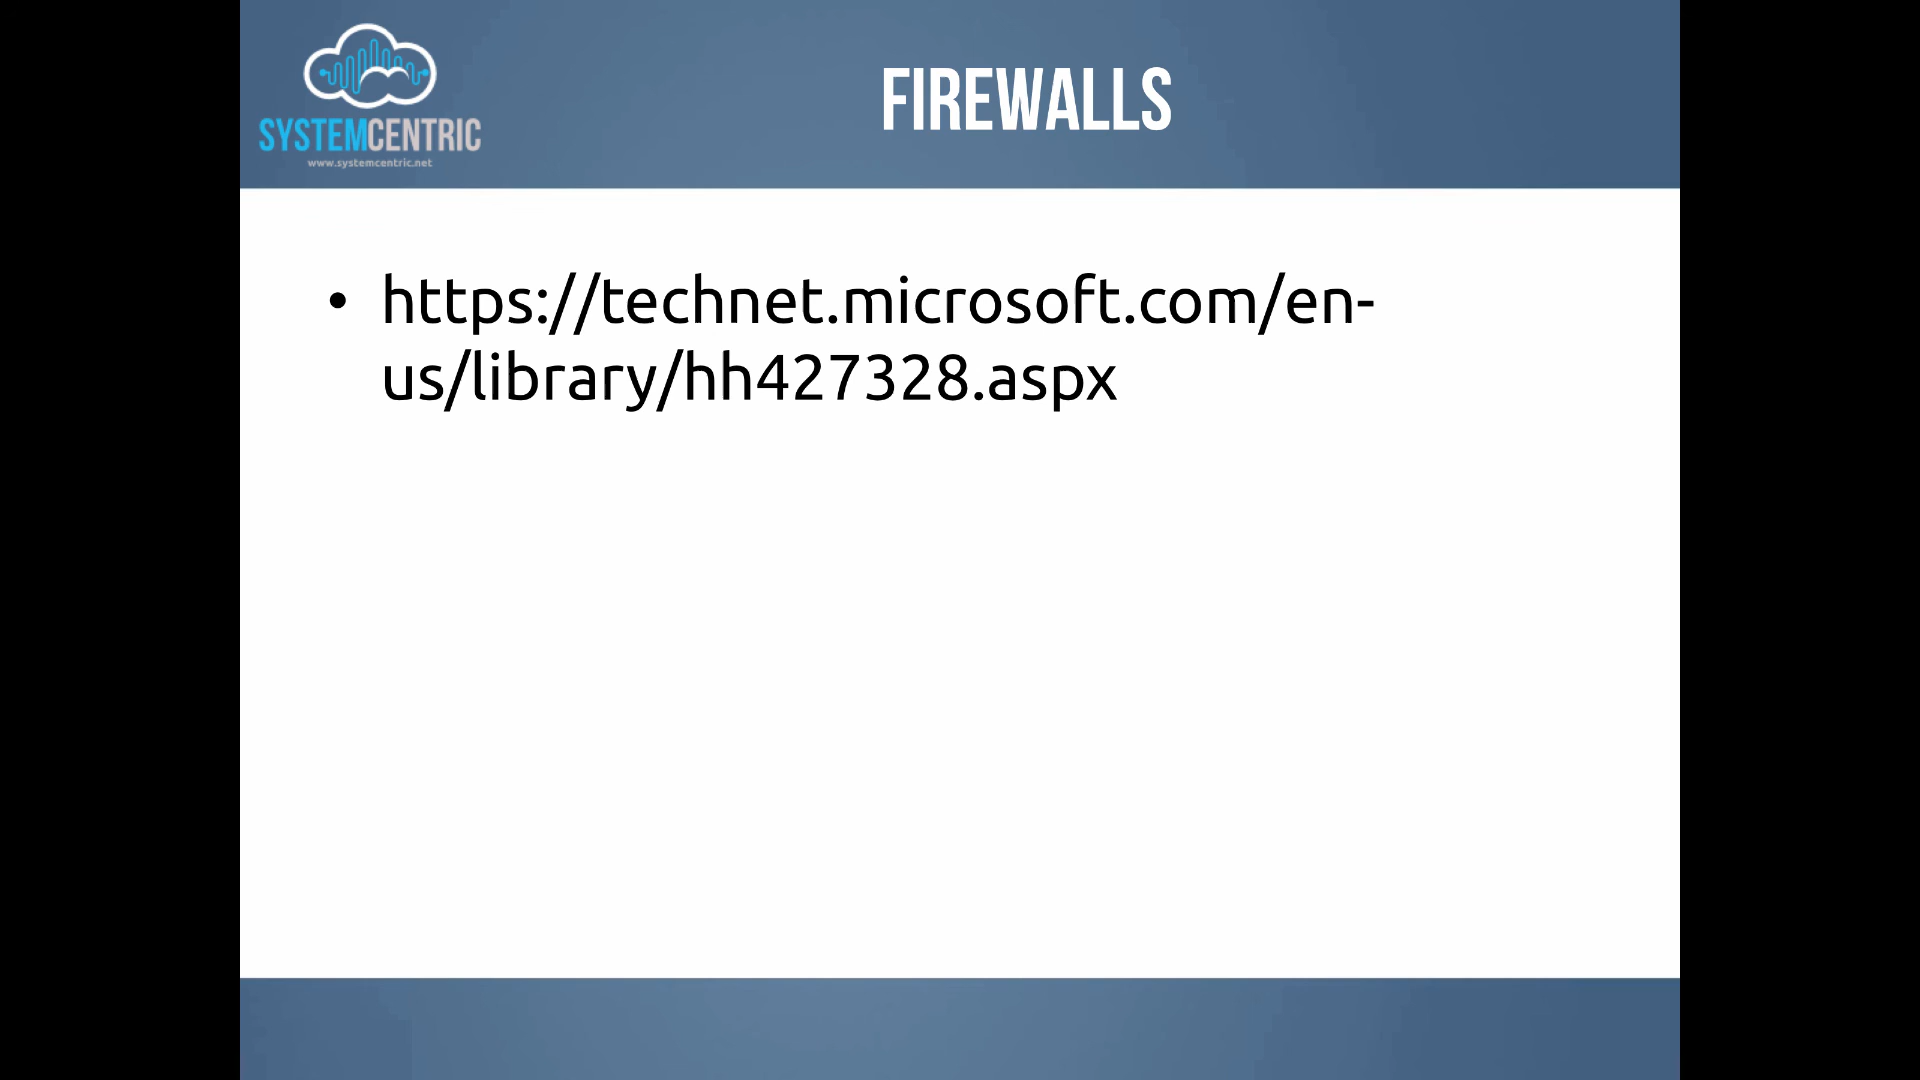 SYSTEMCENTRIC
www.systemcentric.net
FIREWALLS
• https://technet.microsoft.com/en-
us/library/hh427328.aspx